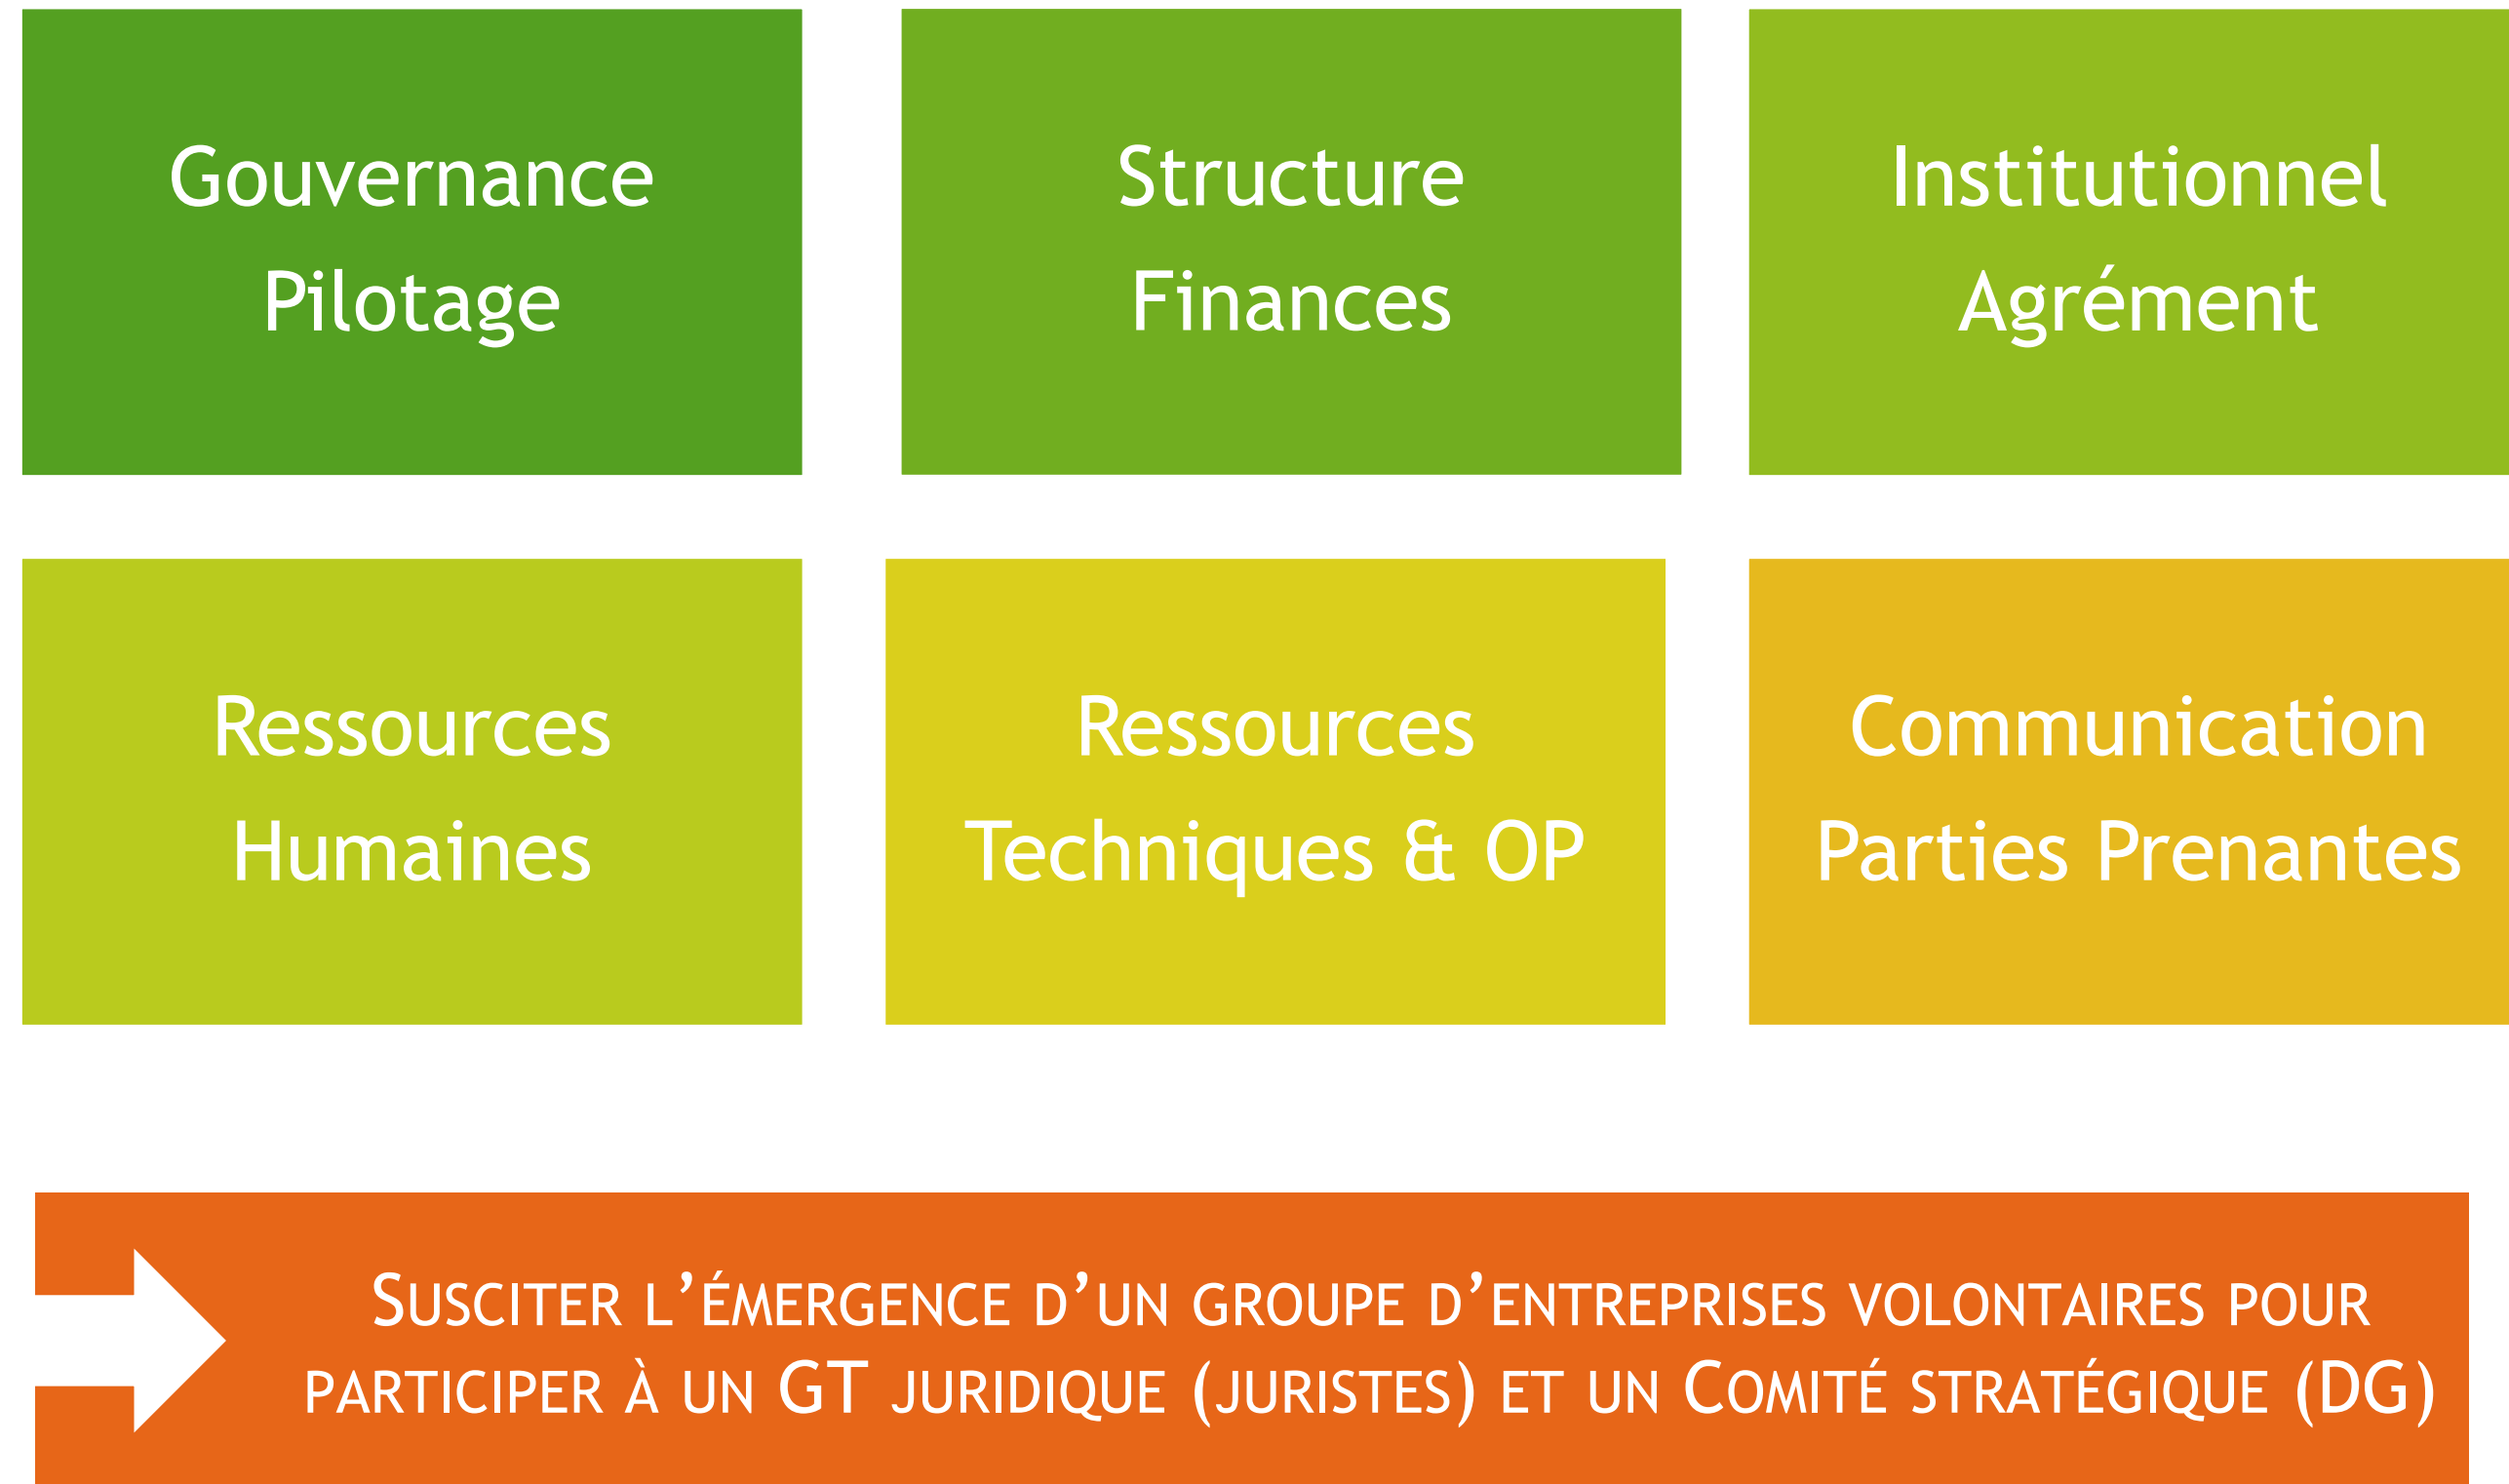 Gouvernance
Pilotage
Structure
Finances
Institutionnel
Agrément
Ressources
Humaines
Ressources
Techniques & OP
Communication
Parties Prenantes
Susciter l’émergence d’un groupe d’entreprises volontaires pour
participer à un GT juridique (juristes) et un Comité stratégique (DG)